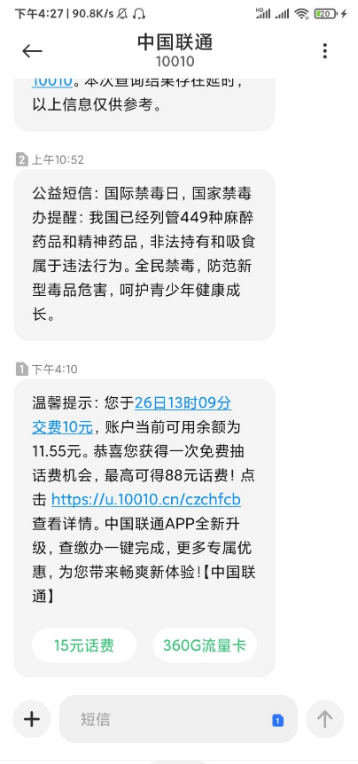 下午4:27 | 90.8K/s
HD
20
中国联通
10010
10010。本次查询结果存在延时，
以上信息仅供参考。
2 上午10:52
公益短信：国际禁毒日，国家禁毒
办提醒：我国已经列管449种麻醉
药品和精神药品，非法持有和吸食
属于违法行为。全民禁毒，防范新
型毒品危害，呵护青少年健康成
长。
1 下午4:10
温馨提示：您于26日13时09分
交费10元，账户当前可用余额为
11.55元。恭喜您获得一次免费抽
话费机会，最高可得88元话费！点
击 https://u.10010.cn/czchfcb
查看详情。中国联通APP全新升
级，查缴办一键完成，更多专属优
惠，为您带来畅爽新体验!【中国联
通】
15元话费 360G流量卡
短信 1